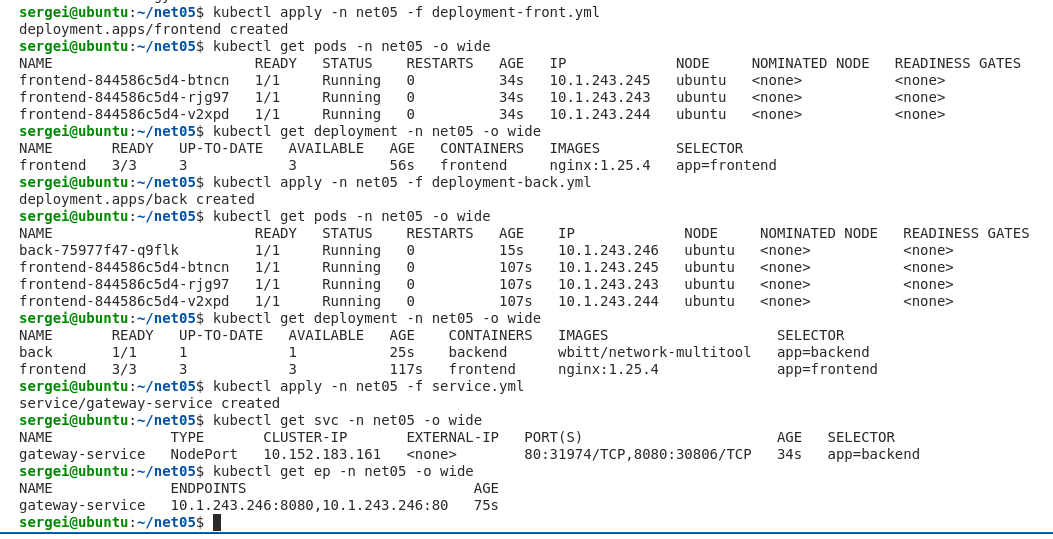 sergei@ubuntu:~/net05$ kubectl apply -n net05 -f deployment-front.yml
deployment.apps/frontend created
sergei@ubuntu:~/net05$ kubectl get pods -n net05 -o wide
NAME                        READY   STATUS    RESTARTS   AGE   IP             NODE     NOMINATED NODE   READINESS GATES
frontend-844586c5d4-btncn   1/1     Running   0          34s   10.1.243.245   ubuntu   <none>           <none>
frontend-844586c5d4-rjg97   1/1     Running   0          34s   10.1.243.243   ubuntu   <none>           <none>
frontend-844586c5d4-v2xpd   1/1     Running   0          34s   10.1.243.244   ubuntu   <none>           <none>
sergei@ubuntu:~/net05$ kubectl get deployment -n net05 -o wide
NAME       READY   UP-TO-DATE   AVAILABLE   AGE   CONTAINERS   IMAGES         SELECTOR
frontend   3/3     3            3           56s   frontend     nginx:1.25.4   app=frontend
sergei@ubuntu:~/net05$ kubectl apply -n net05 -f deployment-back.yml
deployment.apps/back created
sergei@ubuntu:~/net05$ kubectl get pods -n net05 -o wide
NAME                        READY   STATUS    RESTARTS   AGE    IP             NODE     NOMINATED NODE   READINESS GATES
back-75977f47-q9flk         1/1     Running   0          15s    10.1.243.246   ubuntu   <none>           <none>
frontend-844586c5d4-btncn   1/1     Running   0          107s   10.1.243.245   ubuntu   <none>           <none>
frontend-844586c5d4-rjg97   1/1     Running   0          107s   10.1.243.243   ubuntu   <none>           <none>
frontend-844586c5d4-v2xpd   1/1     Running   0          107s   10.1.243.244   ubuntu   <none>           <none>
sergei@ubuntu:~/net05$ kubectl get deployment -n net05 -o wide
NAME       READY   UP-TO-DATE   AVAILABLE   AGE    CONTAINERS   IMAGES                    SELECTOR
back       1/1     1            1           25s    backend      wbitt/network-multitool   app=backend
frontend   3/3     3            3           117s   frontend     nginx:1.25.4              app=frontend
sergei@ubuntu:~/net05$ kubectl apply -n net05 -f service.yml
service/gateway-service created
sergei@ubuntu:~/net05$ kubectl get svc -n net05 -o wide
NAME              TYPE       CLUSTER-IP       EXTERNAL-IP   PORT(S)                       AGE   SELECTOR
gateway-service   NodePort   10.152.183.161   <none>        80:31974/TCP,8080:30806/TCP   34s   app=backend
sergei@ubuntu:~/net05$ kubectl get ep -n net05 -o wide
NAME              ENDPOINTS                           AGE
gateway-service   10.1.243.246:8080,10.1.243.246:80   75s
sergei@ubuntu:~/net05$